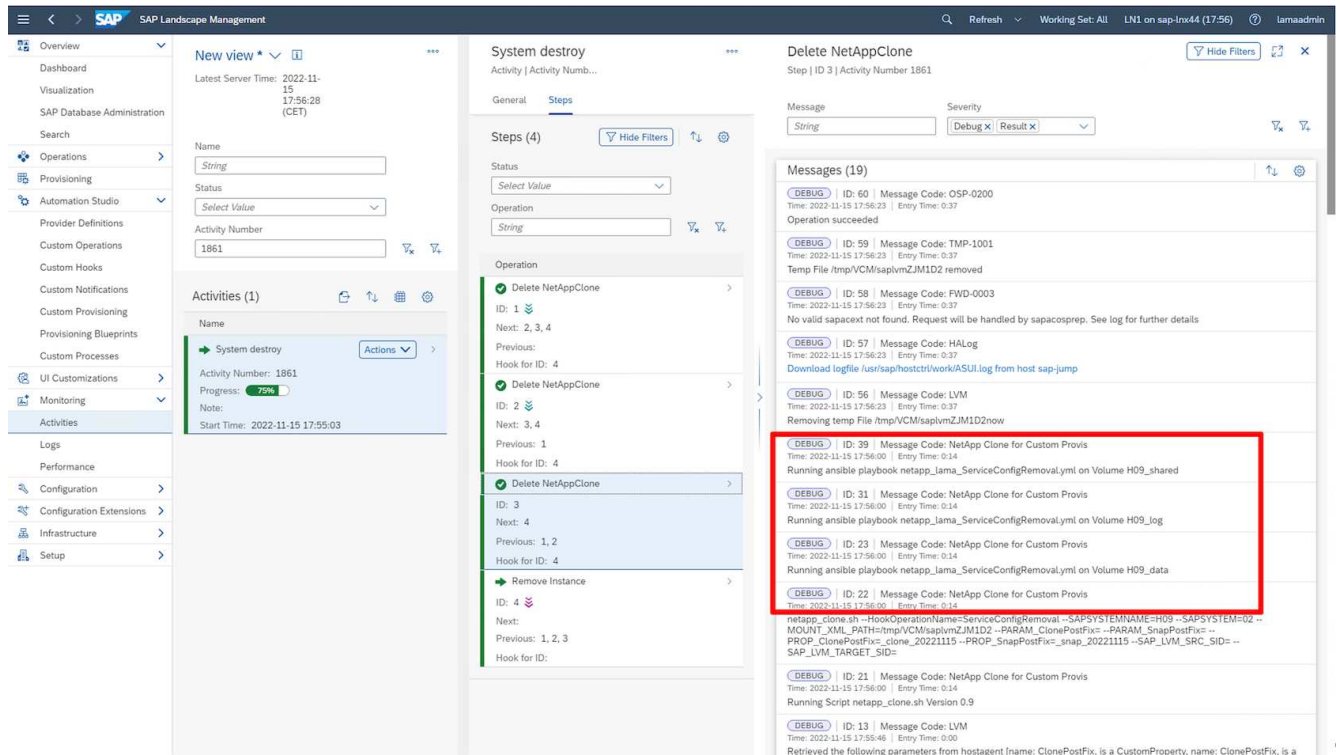 SAP SAP Landscape Management
Refresh Working Set: All LN1 on sap-lnx44 (17:56) lamaadmin
Overview
Dashboard
Visualization
SAP Database Administration
Search
Operations
Provisioning
Automation Studio
Provider Definitions
Custom Operations
Custom Hooks
Custom Notifications
Custom Provisioning
Provisioning Blueprints
Custom Processes
UI Customizations
Monitoring
Activities
Logs
Performance
Configuration
Configuration Extensions
Infrastructure
Setup
New view *
Latest Server Time: 2022-11-
15
17:56:28
(CET)
Name
String
Status
Select Value
Activity Number
1861
Activities (1)
Name
System destroy Actions
Activity Number: 1861
Progress: 75%
Note:
Start Time: 2022-11-15 17:55:03
System destroy
Activity | Activity Numb...
General Steps
Steps (4) Hide Filters
Status
Select Value
Operation
String
Operation
Delete NetAppClone
ID: 1
Next: 2, 3, 4
Previous:
Hook for ID: 4
Delete NetAppClone
ID: 2
Next: 3, 4
Previous: 1
Hook for ID: 4
Delete NetAppClone
ID: 3
Next: 4
Previous: 1, 2
Hook for ID: 4
Remove Instance
ID: 4
Next:
Previous: 1, 2, 3
Hook for ID:
Delete NetAppClone Hide Filters
Step | ID 3 | Activity Number 1861
Message Severity
String Debug Result
Messages (19)
DEBUG ID: 60 | Message Code: OSP-0200
Time: 2022-11-15 17:56:23 | Entry Time: 0:37
Operation succeeded
DEBUG ID: 59 | Message Code: TMP-1001
Time: 2022-11-15 17:56:23 | Entry Time: 0:37
Temp File /tmp/VCM/saplvmZJM1D2 removed
DEBUG ID: 58 | Message Code: FWD-0003
Time: 2022-11-15 17:56:23 | Entry Time: 0:37
No valid sapacext not found. Request will be handled by sapacosprep. See log for further details
DEBUG ID: 57 | Message Code: HALog
Time: 2022-11-15 17:56:23 | Entry Time: 0:37
Download logfile /usr/sap/hostctrl/work/ASUI.log from host sap-jump
DEBUG ID: 56 | Message Code: LVM
Time: 2022-11-15 17:56:23 | Entry Time: 0:37
Removing temp File /tmp/VCM/saplvmZJM1D2now
DEBUG ID: 39 | Message Code: NetApp Clone for Custom Provis
Time: 2022-11-15 17:56:00 | Entry Time: 0:14
Running ansible playbook netapp_lama_ServiceConfigRemoval.yml on Volume H09_shared
DEBUG ID: 31 | Message Code: NetApp Clone for Custom Provis
Time: 2022-11-15 17:56:00 | Entry Time: 0:14
Running ansible playbook netapp_lama_ServiceConfigRemoval.yml on Volume H09_log
DEBUG ID: 23 | Message Code: NetApp Clone for Custom Provis
Time: 2022-11-15 17:56:00 | Entry Time: 0:14
Running ansible playbook netapp_lama_ServiceConfigRemoval.yml on Volume H09_data
DEBUG ID: 22 | Message Code: NetApp Clone for Custom Provis
Time: 2022-11-15 17:56:00 | Entry Time: 0:14
netapp_clone.sh --HookOperationName=ServiceConfigRemoval --SAPSYSTEMNAME=H09 --SAPSYSTEM=02 --
MOUNT_XML_PATH=/tmp/VCM/saplvmZJM1D2 --PARAM_ClonePostFix= --PARAM_SnapPostFix= --
PROP_ClonePostFix=_clone_20221115 --PROP_SnapPostFix=_snap_20221115 --SAP_LVM_SRC_SID= --
SAP_LVM_TARGET_SID=
DEBUG ID: 21 | Message Code: NetApp Clone for Custom Provis
Time: 2022-11-15 17:56:00 | Entry Time: 0:14
Running Script netapp_clone.sh Version 0.9
DEBUG ID: 13 | Message Code: LVM
Time: 2022-11-15 17:55:46 | Entry Time: 0:00
Retrieved the following parameters from hostagent [name: ClonePostFix, is a CustomProperty, name: ClonePostFix, is a